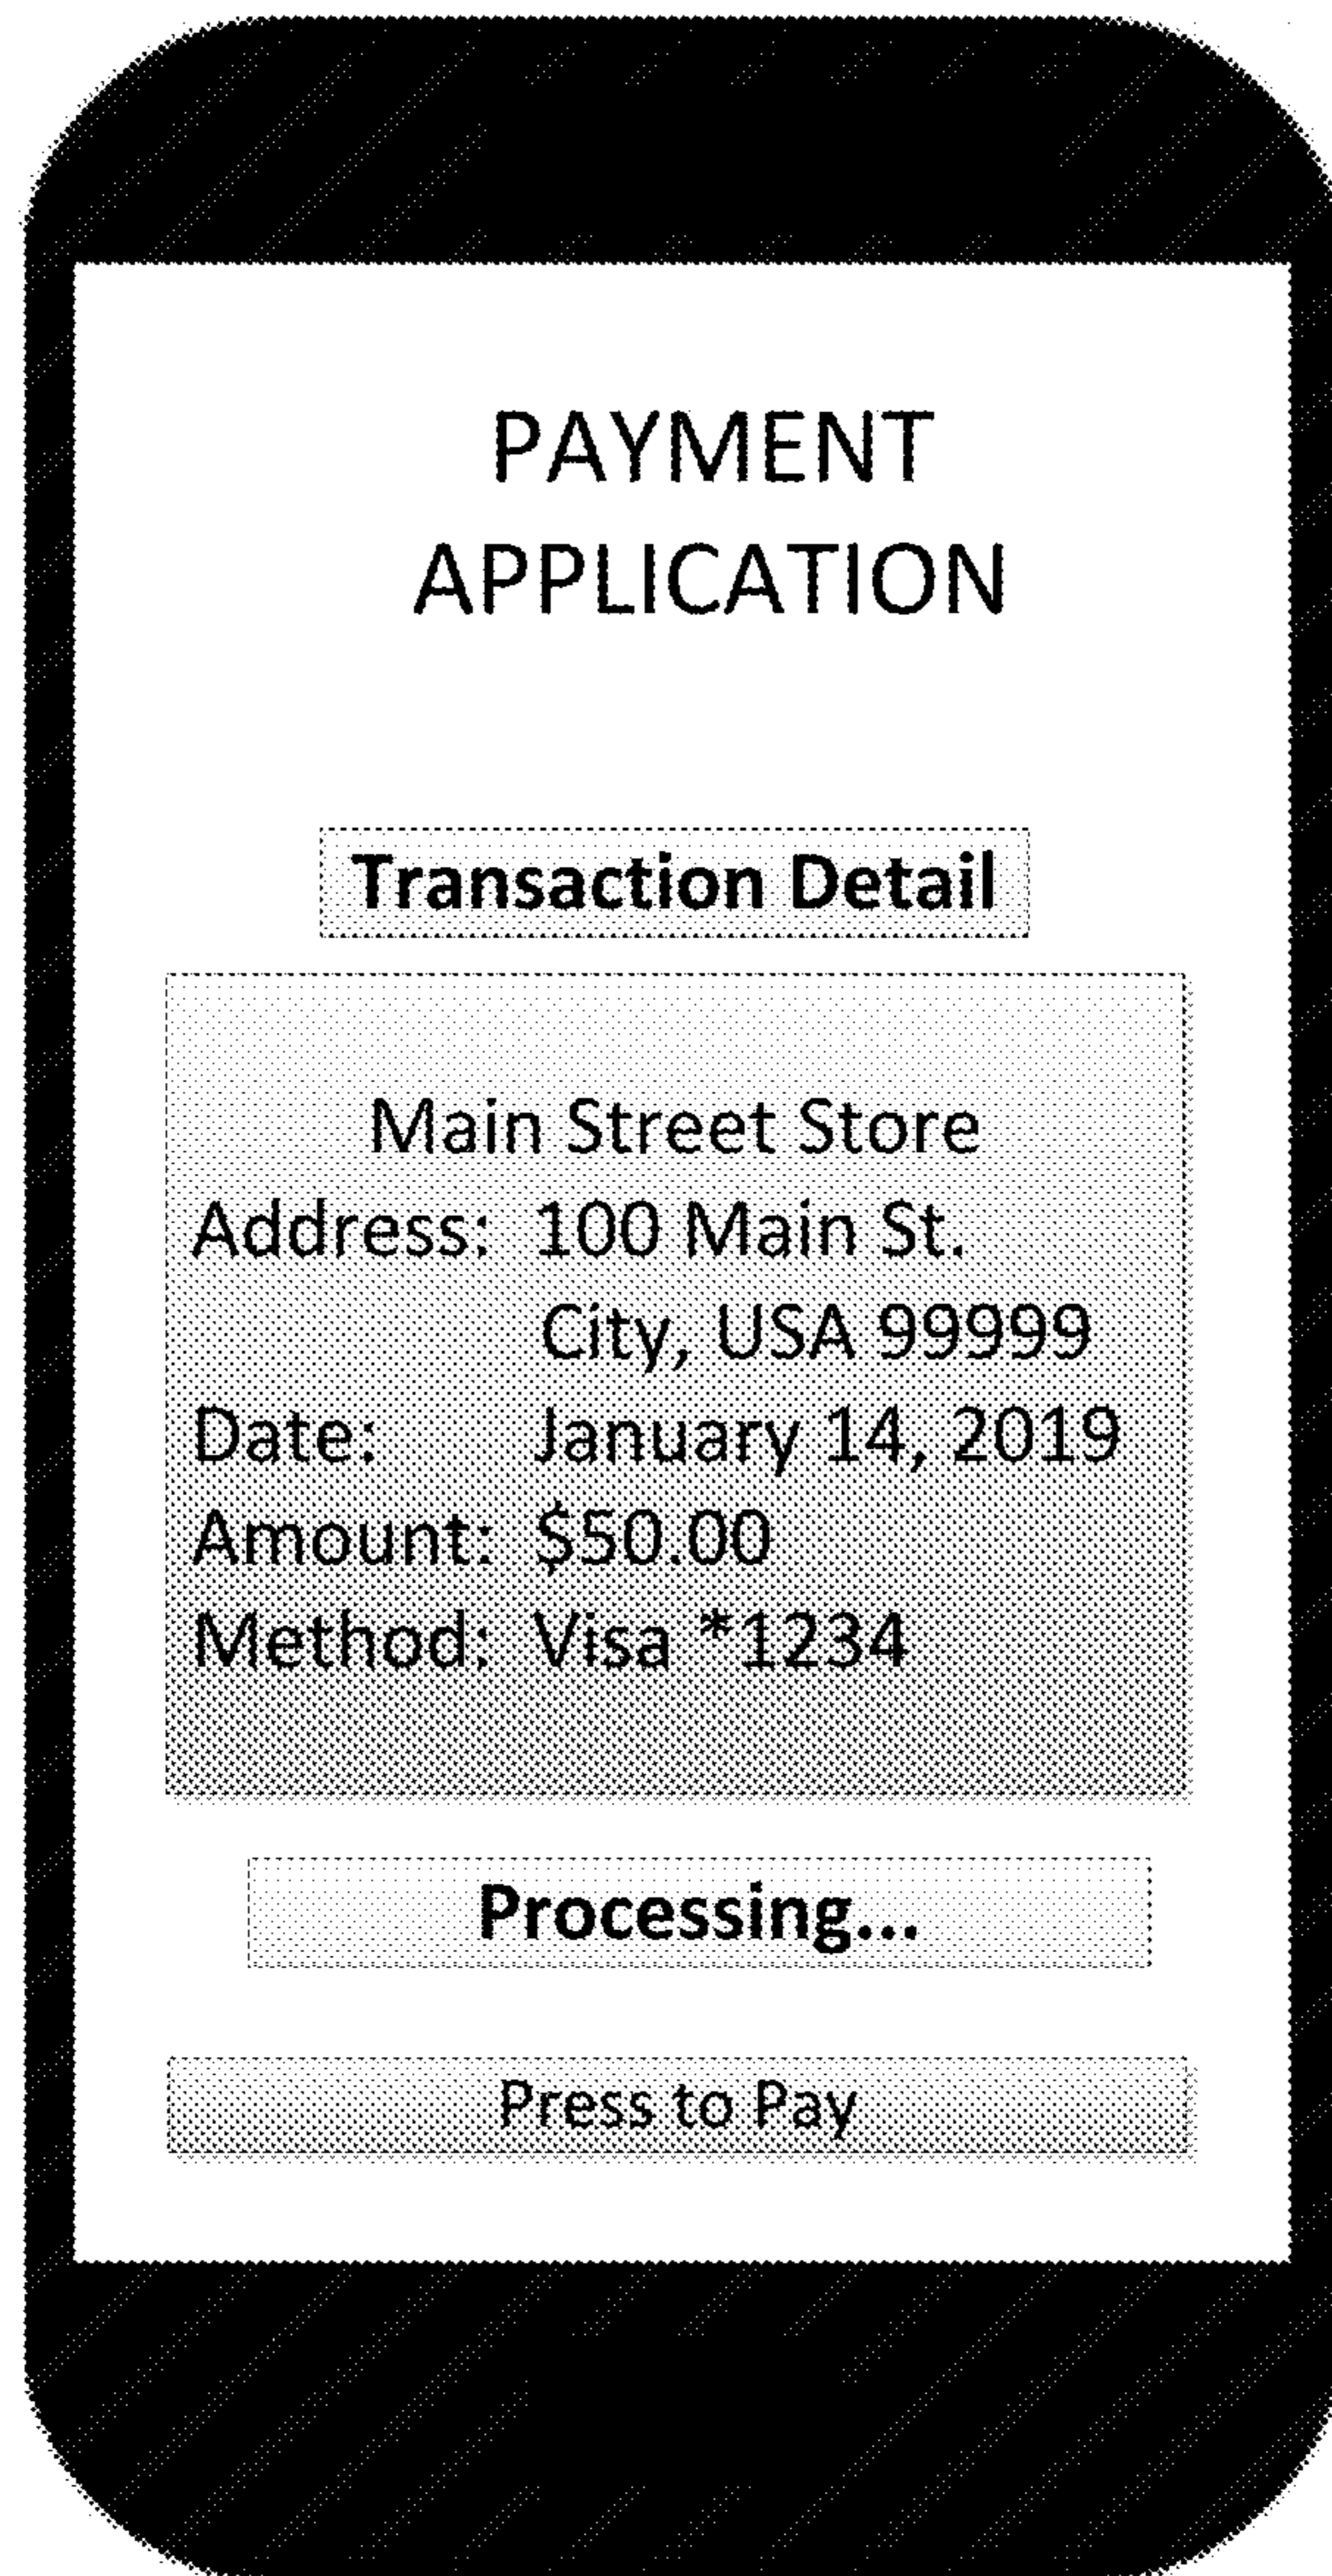 PAYMENT
APPLICATION
Transaction Detail
Main Street Store
Address: 100 Main St.
City, USA 99999
Date: January 14, 2019
Amount: $50.00
Method: Visa *1234
Processing...
Press to Pay